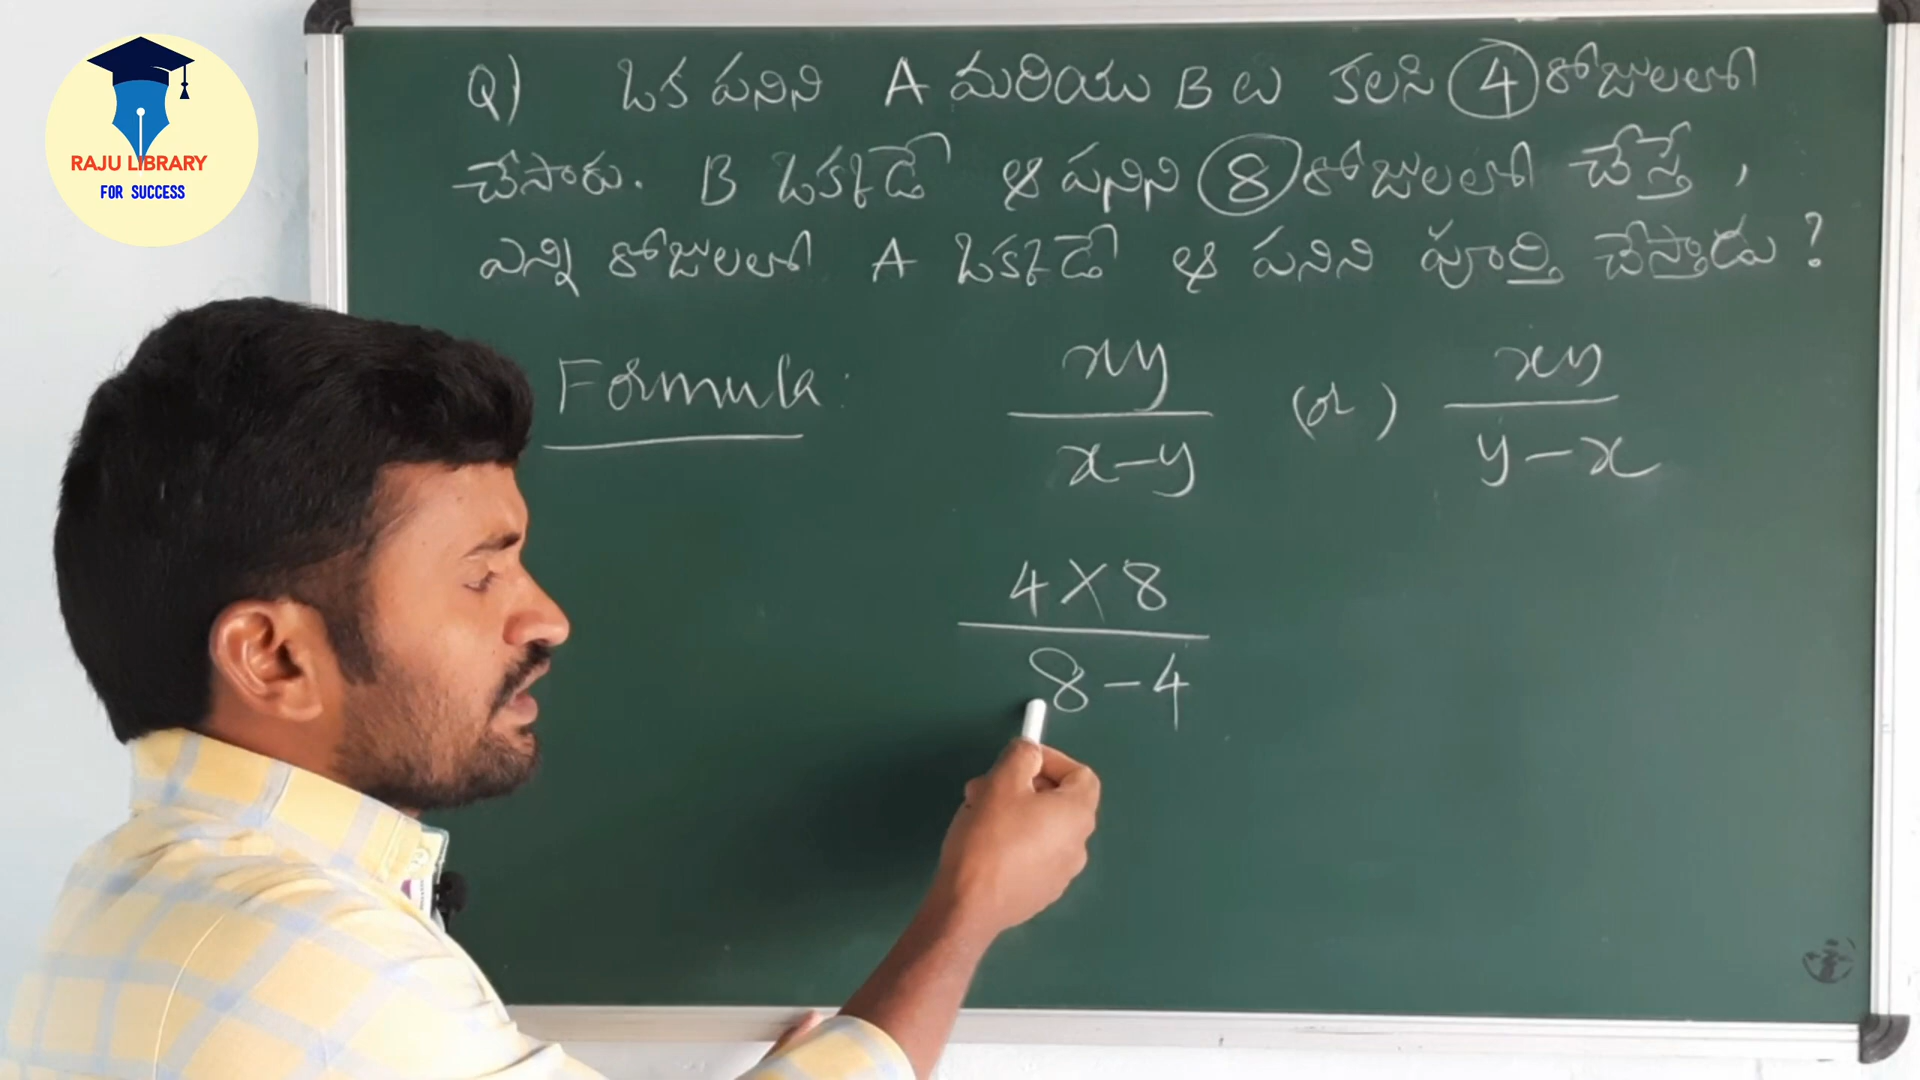 RAJU LIBRARY
FOR SUCCESS
Q) ఒక పనిని A మరియు B లు కలసి 4 రోజులలో
చేసారు. B ఒక్కడే ఆ పనిని 8 రోజులలో చేస్తే,
ఎన్ని రోజులలో A ఒక్కడే ఆ పనిని పూర్తి చేస్తాడు?
Formula: xy / x-y (or) xy / y-x
4×8
8-4